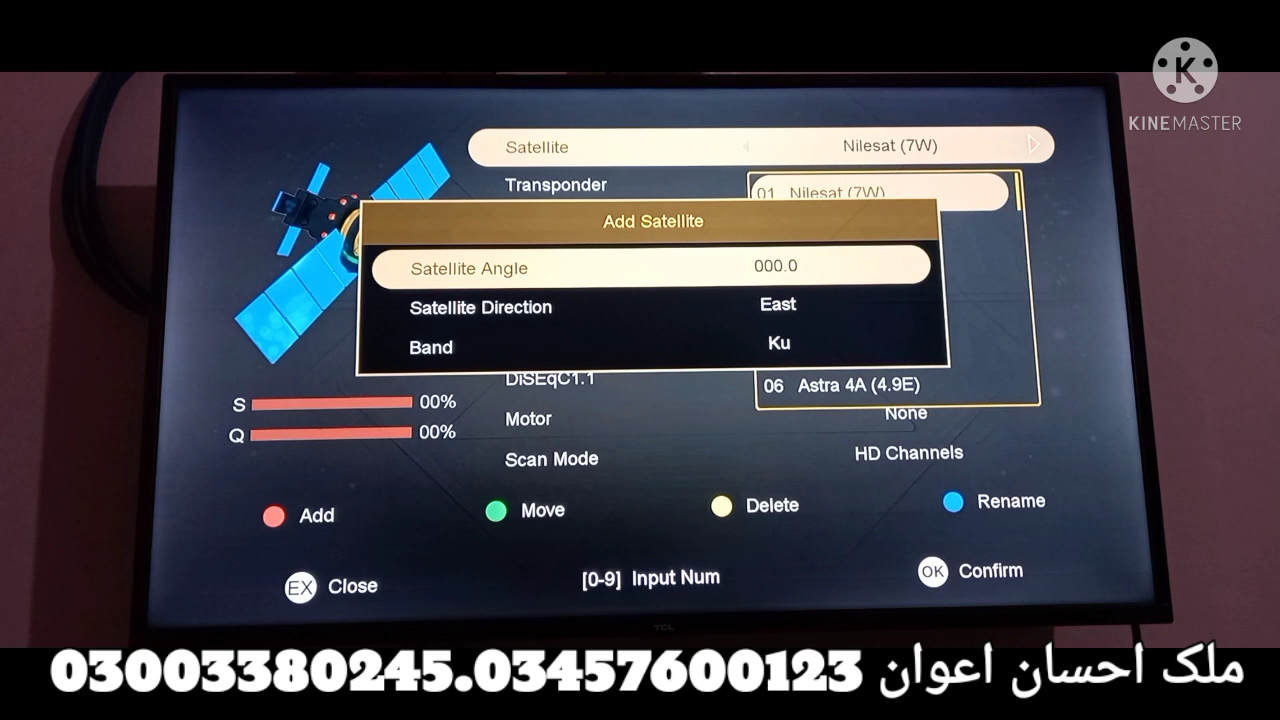 K
KINEMASTER
Satellite Nilesat (7W)
Transponder
01 Nilesat (7W)
Add Satellite
Satellite Angle 000.0
Satellite Direction East
Band Ku
DiSEqC1.1
06 Astra 4A (4.9E)
S 00%
Motor None
Q 00%
Scan Mode HD Channels
Add Move Delete Rename
EX Close [0-9] Input Num OK Confirm
TCL
03003380245.03457600123 ملک احسان اعوان